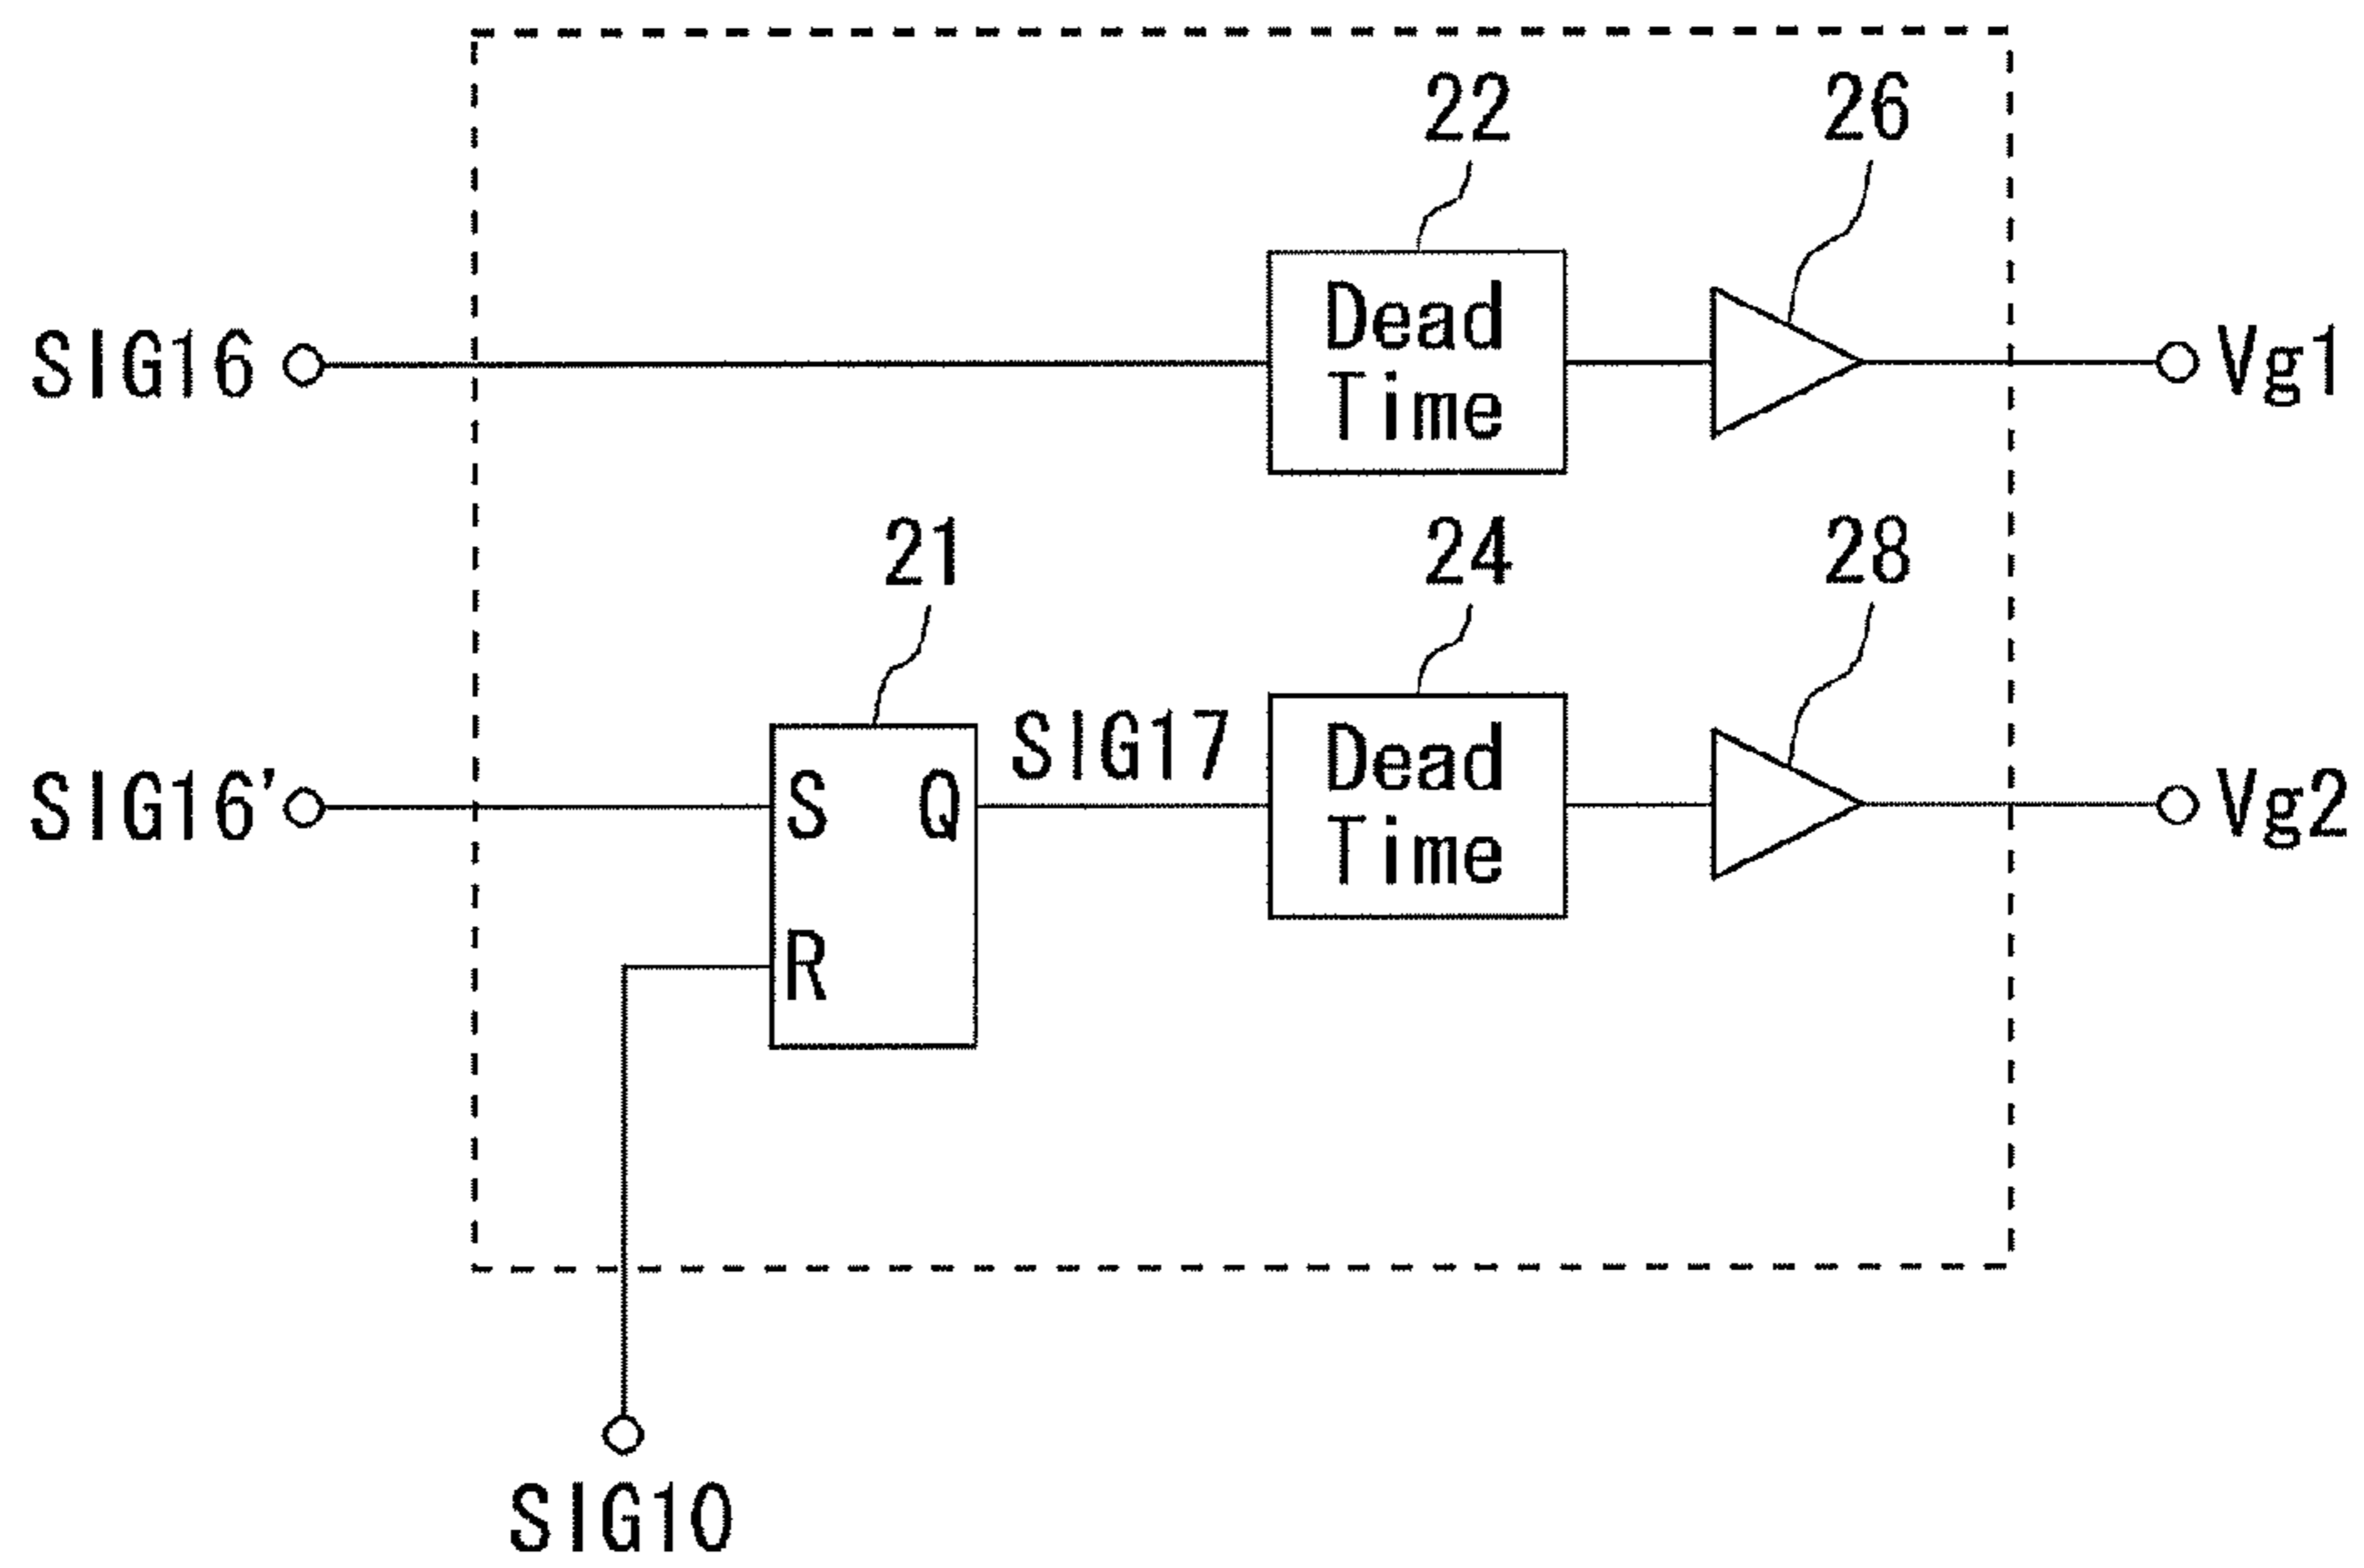 22
26
SIG16
Dead
Time
Vg1
21
24
28
SIG17
SIG16'
S
Q
Dead
Time
Vg2
R
SIG10